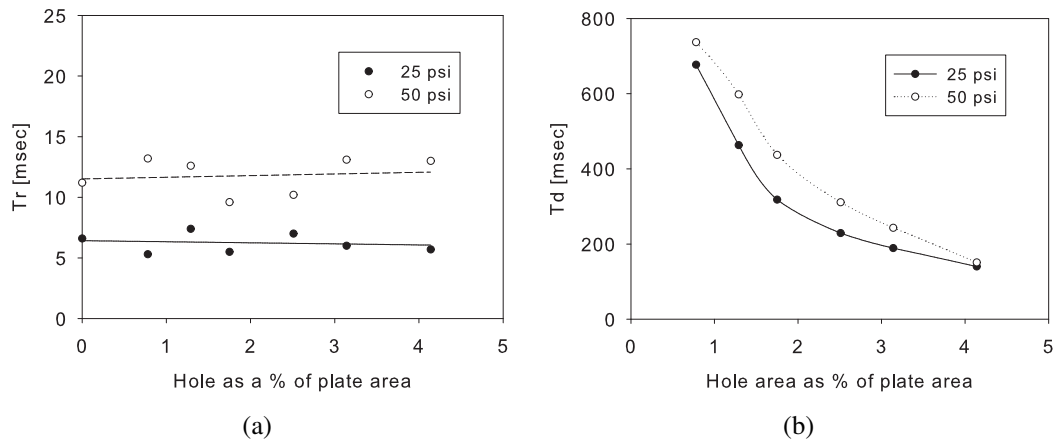 25
20
15
10
5
0
Tr [msec]
25 psi
50 psi
0 1 2 3 4 5
Hole as a % of plate area
(a)
800
600
400
200
0
Td [msec]
25 psi
50 psi
0 1 2 3 4 5
Hole area as % of plate area
(b)